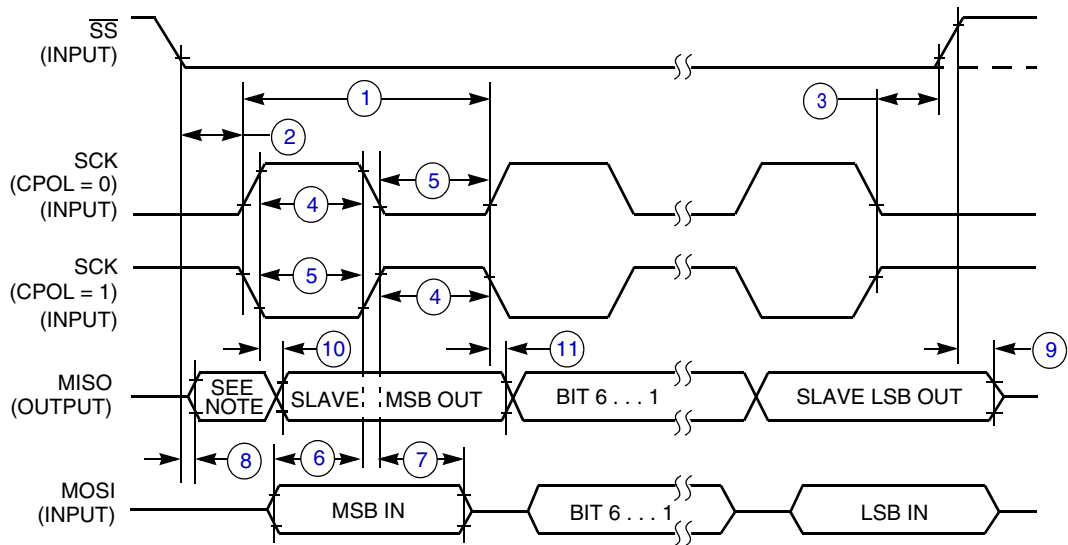 SS
(INPUT)
1
3
2
SCK
(CPOL = 0)
(INPUT)
4
5
SCK
(CPOL = 1)
(INPUT)
5
4
10
11
9
MISO
(OUTPUT)
SEE
NOTE
SLAVE
MSB OUT
BIT 6 . . . 1
SLAVE LSB OUT
8
6
7
MOSI
(INPUT)
MSB IN
BIT 6 . . . 1
LSB IN